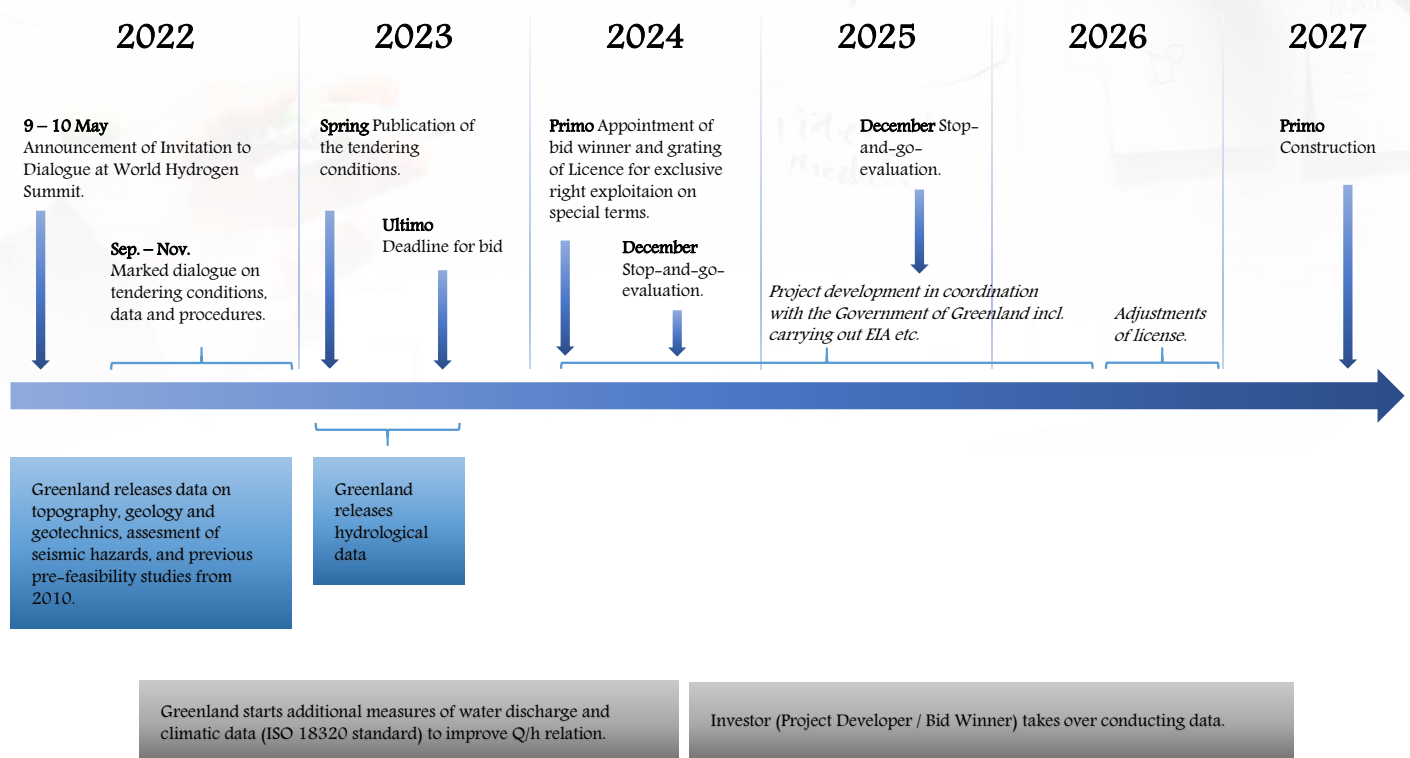 2022
2023
2024
2025
2026
2027
9 – 10 May
Announcement of Invitation to
Dialogue at World Hydrogen
Summit.
Sep. – Nov.
Marked dialogue on
tendering conditions,
data and procedures.
Spring Publication of
the tendering
conditions.
Ultimo
Deadline for bid
Primo Appointment of
bid winner and grating
of Licence for exclusive
right exploitaion on
special terms.
December
Stop-and-go-
evaluation.
December Stop-
and-go-
evaluation.
Project development in coordination
with the Government of Greenland incl.
carrying out EIA etc.
Adjustments
of license.
Primo
Construction
Greenland releases data on
topography, geology and
geotechnics, assesment of
seismic hazards, and previous
pre-feasibility studies from
2010.
Greenland
releases
hydrological
data
Greenland starts additional measures of water discharge and
climatic data (ISO 18320 standard) to improve Q/h relation.
Investor (Project Developer / Bid Winner) takes over conducting data.